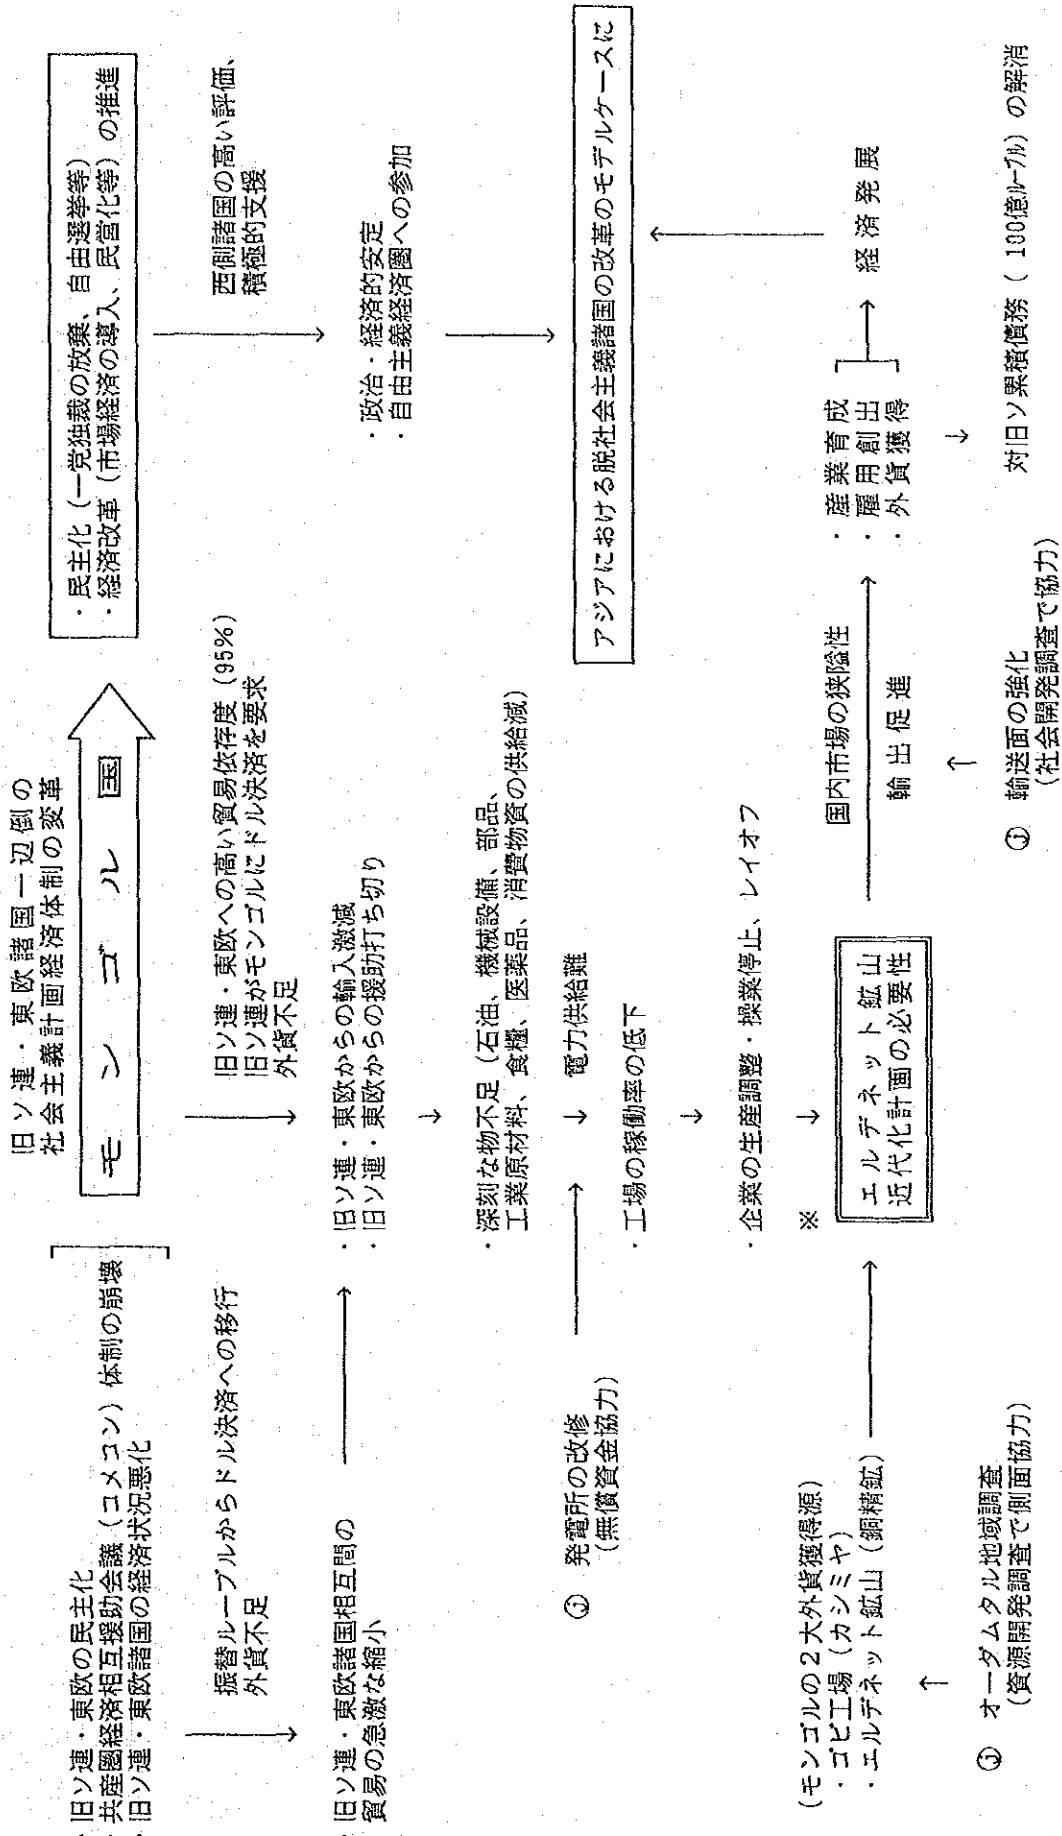 旧ソ連・東欧諸国一辺倒の
社会主義計画経済体制の変革
・旧ソ連・東欧の民主化
・共産圏経済相互援助会議（コメコン）体制の崩壊
・旧ソ連・東欧諸国の経済状況悪化
モンゴル国
・民主化（一党独裁の放棄、自由選挙等）
・経済改革（市場経済の導入、民営化等）の推進
振替ルーブルからドル決済への移行
外貨不足
旧ソ連・東欧への高い貿易依存度（95%）
旧ソ連がモンゴルにドル決済を要求
外貨不足
西側諸国の高い評価、
積極的支援
・旧ソ連・東欧諸国相互間の
貿易の急激な縮小
・旧ソ連・東欧からの輸入激減
・旧ソ連・東欧からの援助打ち切り
・政治・経済的安定
・自由主義経済圏への参加
・深刻な物不足（石油、機械設備、部品、
工業原材料、食糧、医薬品、消費物資の供給減）
アジアにおける脱社会主義諸国の改革のモデルケースに
Ⓙ 発電所の改修
（無償資金協力）
電力供給難
・工場の稼働率の低下
・企業の生産調整・操業停止、レイオフ
※
（モンゴルの２大外貨獲得源）
・ゴビ工場（カシミヤ）
・エルデネット鉱山（銅精鉱）
エルデネット鉱山
近代化計画の必要性
国内市場の狭隘性
輸出促進
・産業育成
・雇用創出
・外貨獲得
経済発展
Ⓙ オーダムタル地域調査
（資源開発調査で側面協力）
Ⓙ 輸送面の強化
（社会開発調査で協力）
対旧ソ累積債務（100億ルーブル）の解消